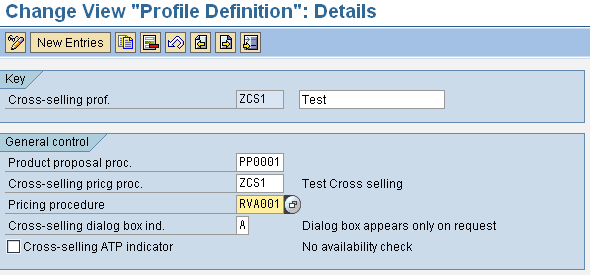 Change View "Profile Definition": Details
New Entries
Key
Cross-selling prof. ZCS1 Test
General control
Product proposal proc. PP0001
Cross-selling pricg proc. ZCS1 Test Cross selling
Pricing procedure RVA001
Cross-selling dialog box ind. A Dialog box appears only on request
Cross-selling ATP indicator No availability check